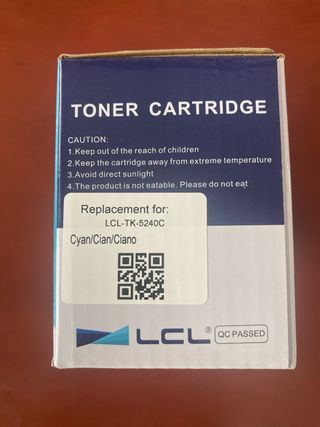 TONER CARTRIDGE
CAUTION:
1.Keep out of the reach of children
2.Keep the cartridge away from extreme temperature
3.Avoid direct sunlight
4.The product is not eatable. Please do not eat
Replacement for:
LCL-TK-5240C
Cyan/Cian/Ciano
LCL®
QC PASSED